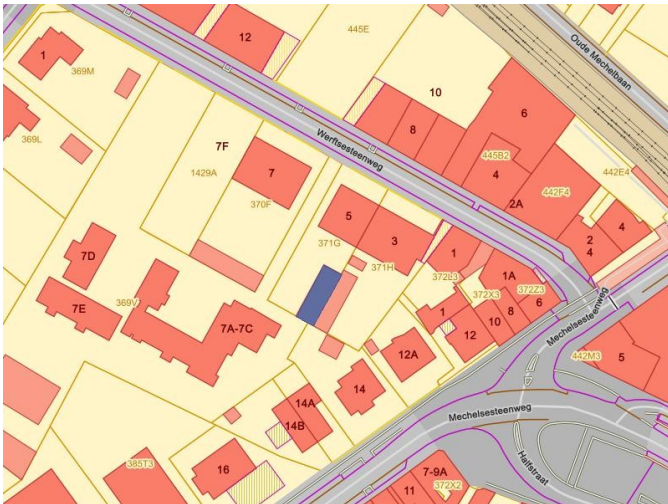 12
445E
Oude Mechelbaan
1
369M
10
6
8
Werftsesteenweg
369L
7F
445B2
442E4
1429A
7
4
370F
442F4
2A
5
4
3
371G
2
4
7D
1
371H
372L3
1A
372Z3
369V
372X3
6
7E
1
8
Mechelsesteenweg
7A-7C
10
12
12A
442M3
5
14
14A
Mechelsesteenweg
14B
385T3
16
Halfstraat
7-9A
372X2
11